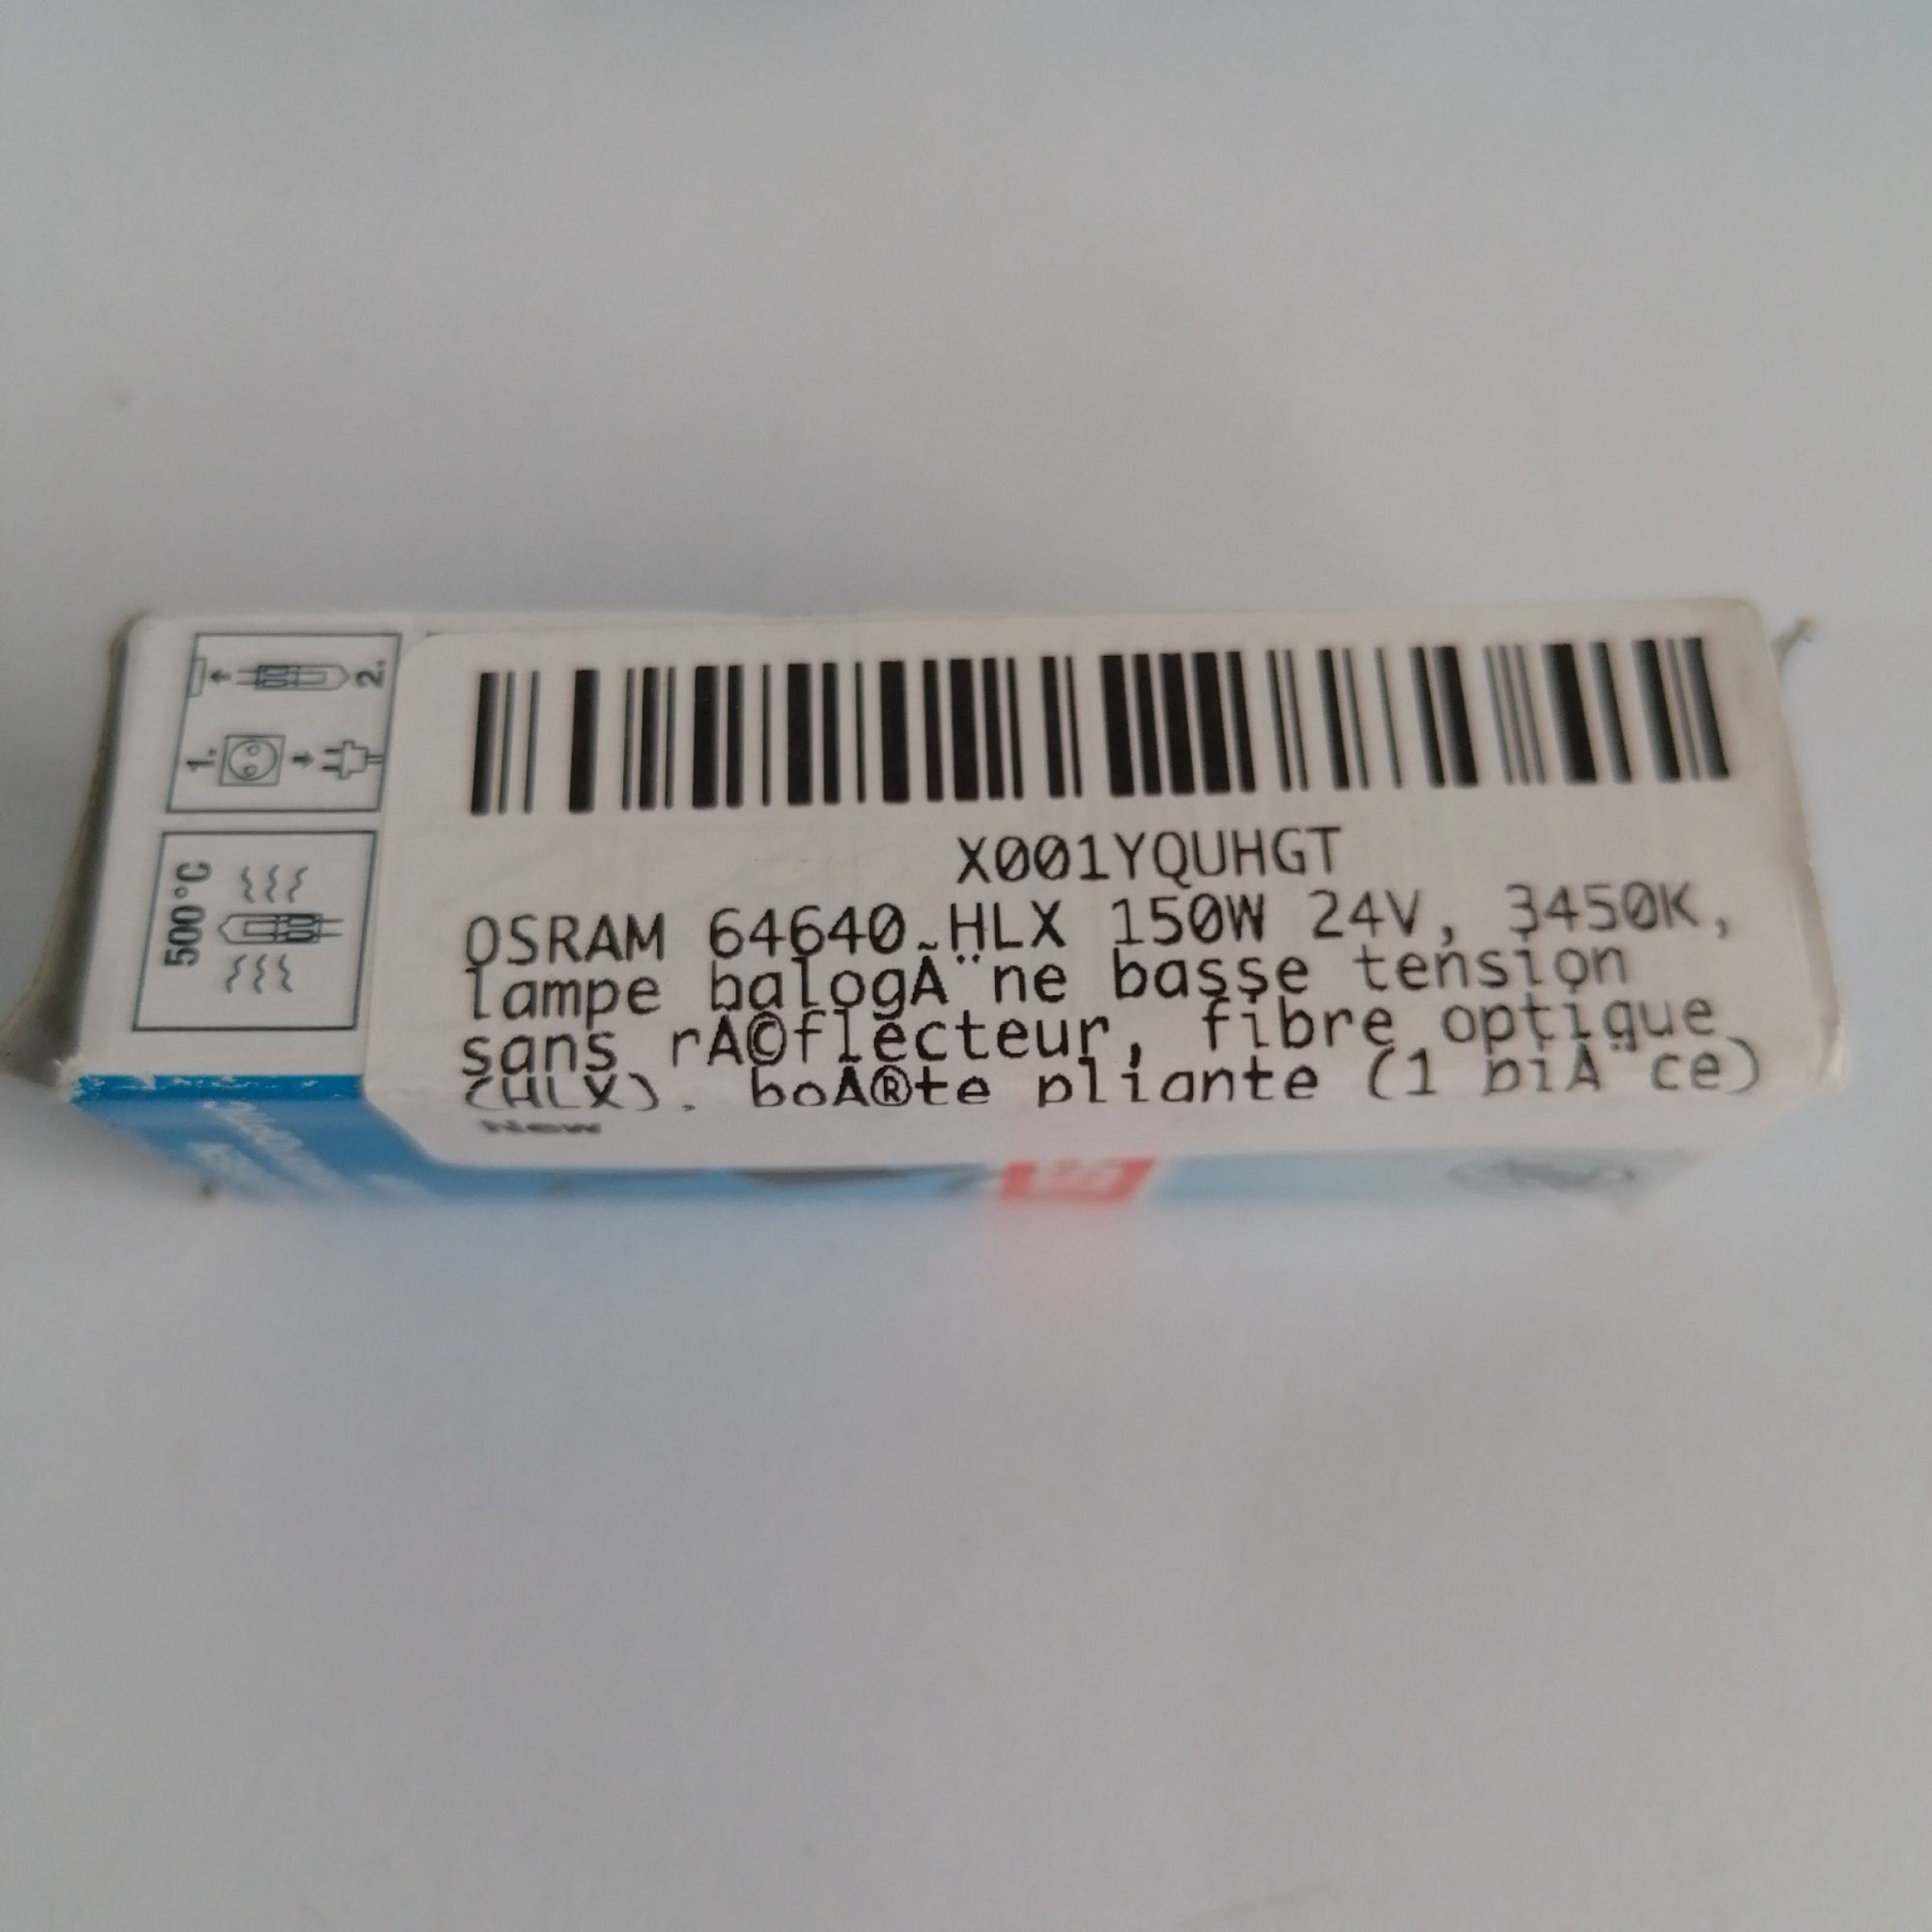 2.
1.
500°C
X001YQUHGT
OSRAM 64640 HLX 150W 24V, 3450K,
lampe halogÃ¨ne basse tension
sans rÃ©flecteur, fibre optique
(HLX), boÃ®te pliante (1 piÃ¨ce)
New